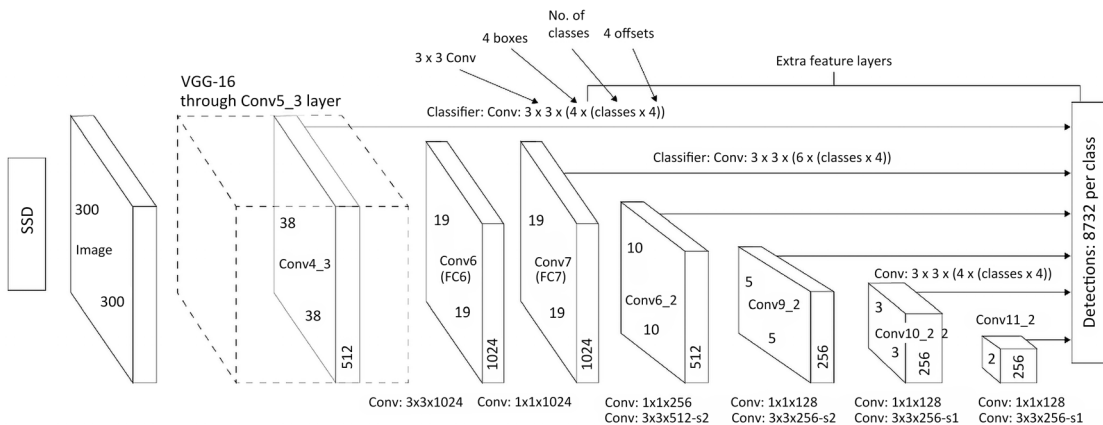 No. of
classes
4 offsets
4 boxes
3 x 3 Conv
Extra feature layers
VGG-16
through Conv5_3 layer
Classifier: Conv: 3 x 3 x (4 x (classes x 4))
Classifier: Conv: 3 x 3 x (6 x (classes x 4))
SSD
300
Image
300
38
Conv4_3
38
512
19
Conv6
(FC6)
19
1024
19
Conv7
(FC7)
19
1024
10
Conv6_2
10
512
5
Conv9_2
5
256
Conv: 3 x 3 x (4 x (classes x 4))
3
Conv10_2 2
3
256
Conv11_2
2
256
Detections: 8732 per class
Conv: 3x3x1024
Conv: 1x1x1024
Conv: 1x1x256
Conv: 3x3x512-s2
Conv: 1x1x128
Conv: 3x3x256-s2
Conv: 1x1x128
Conv: 3x3x256-s1
Conv: 1x1x128
Conv: 3x3x256-s1